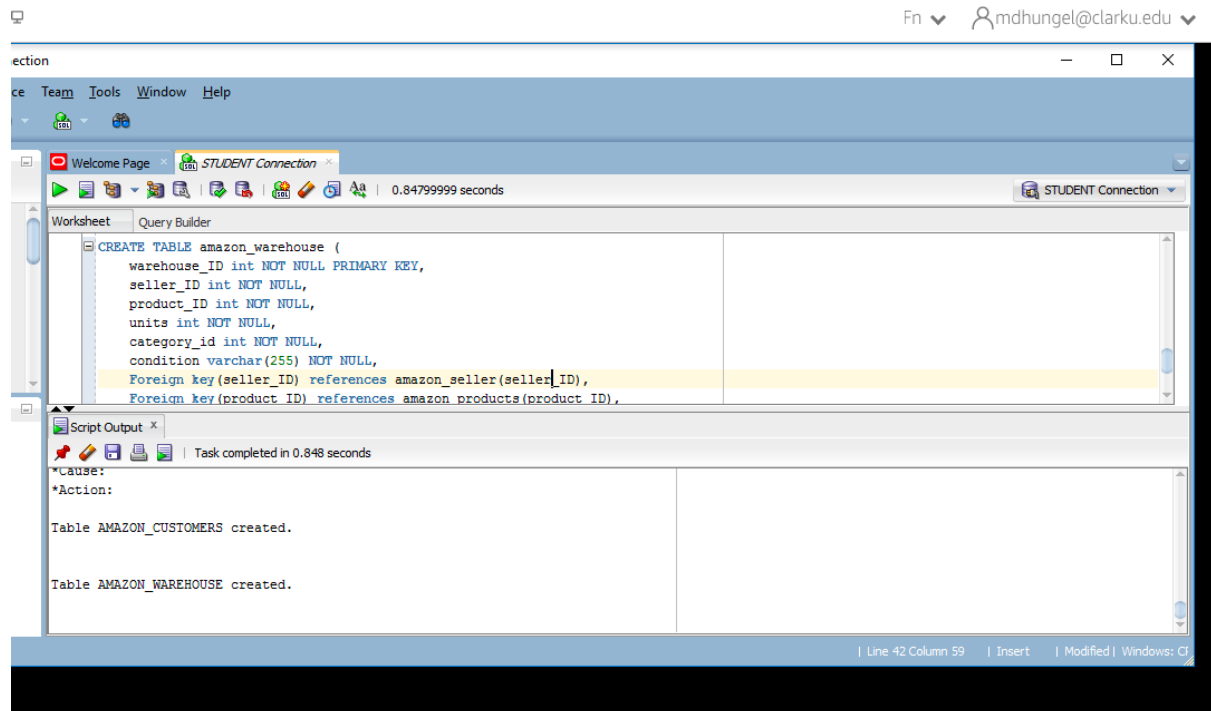 Fn mdhungel@clarku.edu
ection
ce Team Tools Window Help
SQL
Welcome Page STUDENT Connection
0.84799999 seconds STUDENT Connection
Worksheet Query Builder
CREATE TABLE amazon_warehouse (
warehouse_ID int NOT NULL PRIMARY KEY,
seller_ID int NOT NULL,
product_ID int NOT NULL,
units int NOT NULL,
category_id int NOT NULL,
condition varchar(255) NOT NULL,
Foreign key(seller_ID) references amazon_seller(seller_ID),
Foreign key(product_ID) references amazon_products(product_ID),
Script Output x
Task completed in 0.848 seconds
*Cause:
*Action:
Table AMAZON_CUSTOMERS created.
Table AMAZON_WAREHOUSE created.
| Line 42 Column 59 | Insert | Modified | Windows: CF